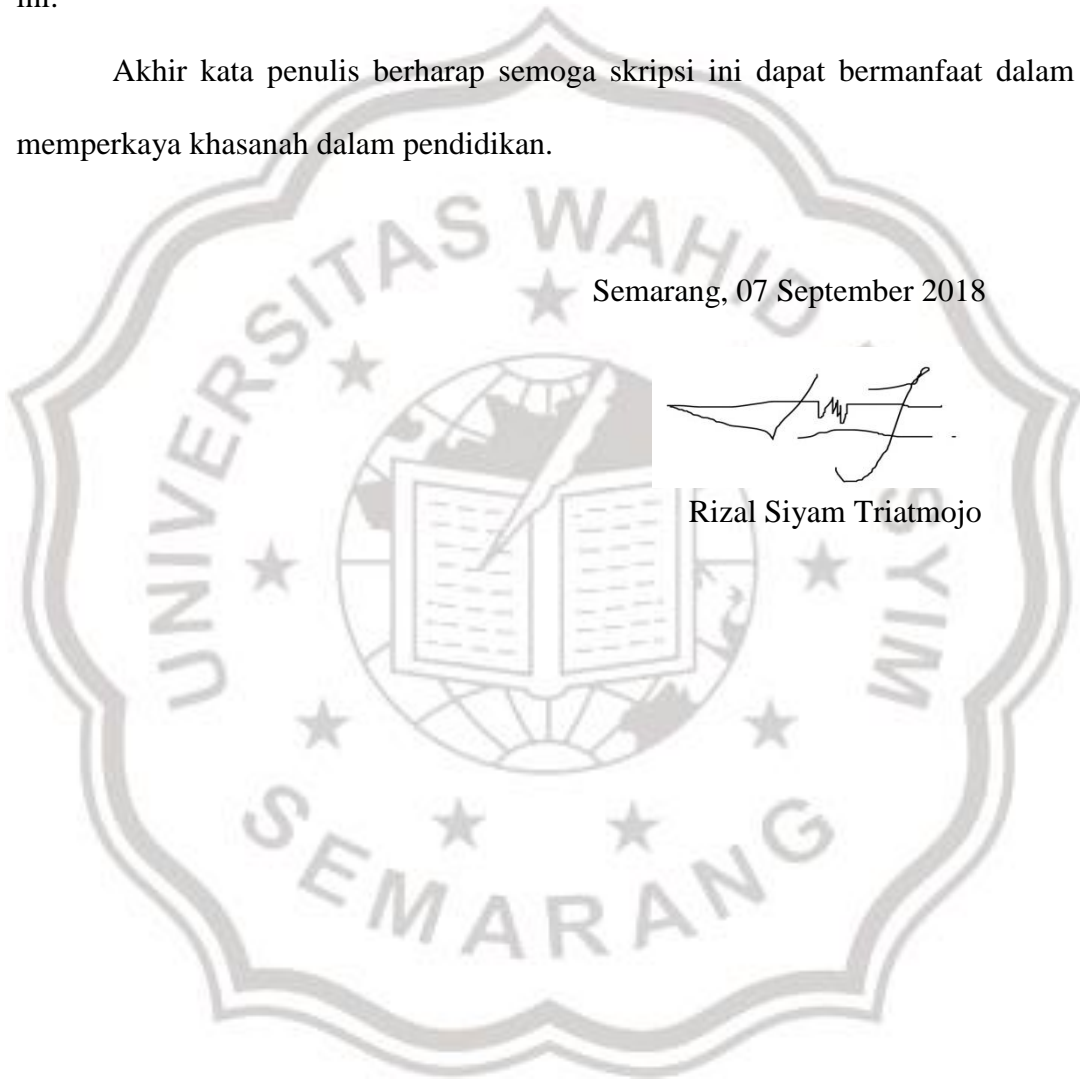 ini.
Akhir kata penulis berharap semoga skripsi ini dapat bermanfaat dalam
memperkaya khasanah dalam pendidikan.
UNIVERSITAS WAHID SYIM
Semarang, 07 September 2018
Rizal Siyam Triatmojo
SEMARANG